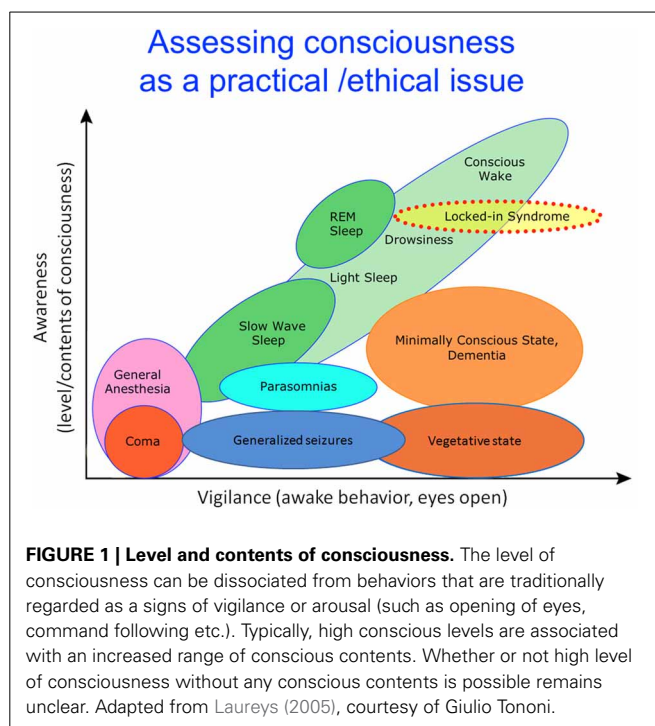 Assessing consciousness
as a practical /ethical issue
Awareness
(level/contents of consciousness)
Conscious
Wake
REM
Sleep
Locked-in Syndrome
Drowsiness
Light Sleep
Slow Wave
Sleep
Minimally Conscious State,
Dementia
General
Anesthesia
Parasomnias
Coma
Generalized seizures
Vegetative state
Vigilance (awake behavior, eyes open)
FIGURE 1 | Level and contents of consciousness. The level of
consciousness can be dissociated from behaviors that are traditionally
regarded as a signs of vigilance or arousal (such as opening of eyes,
command following etc.). Typically, high conscious levels are associated
with an increased range of conscious contents. Whether or not high level
of consciousness without any conscious contents is possible remains
unclear. Adapted from Laureys (2005), courtesy of Giulio Tononi.